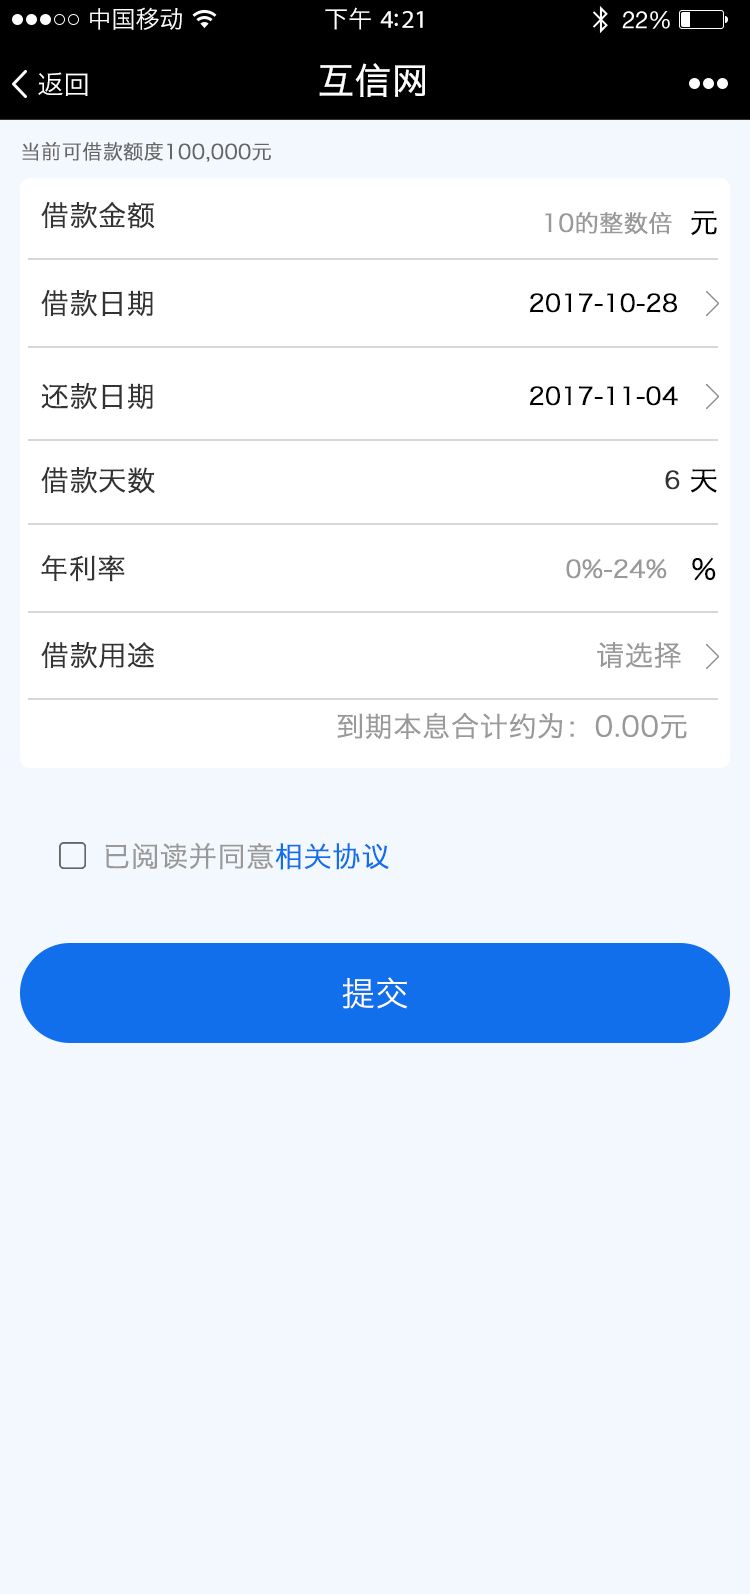 中国移动 下午 4:21 22%
返回 互信网
当前可借款额度100,000元
借款金额 10的整数倍 元
借款日期 2017-10-28
还款日期 2017-11-04
借款天数 6 天
年利率 0%-24% %
借款用途 请选择
到期本息合计约为：0.00元
已阅读并同意相关协议
提交